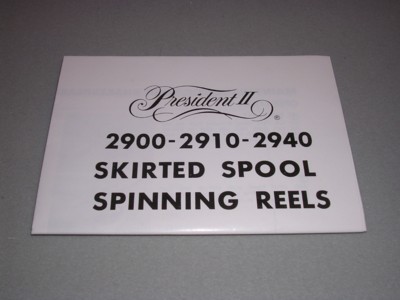 President II ®
2900-2910-2940
SKIRTED SPOOL
SPINNING REELS